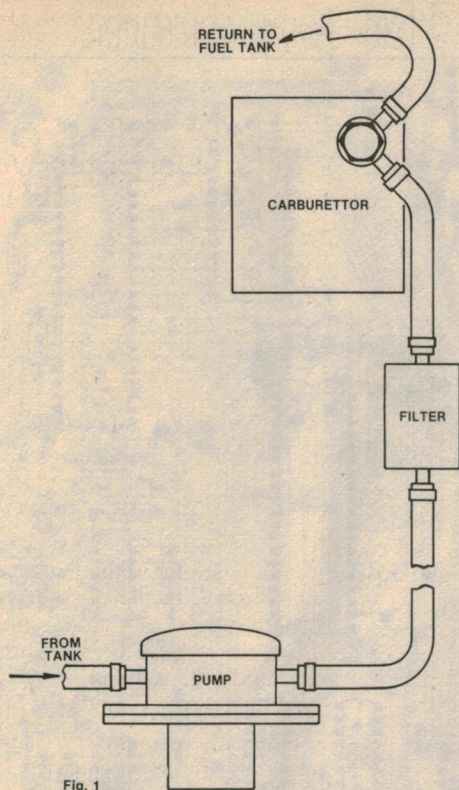 RETURN TO
FUEL TANK
CARBURETTOR
FILTER
FROM
TANK
PUMP
Fig. 1